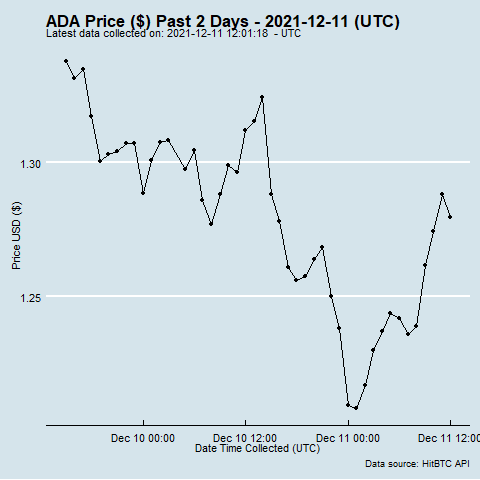 ADA Price ($) Past 2 Days - 2021-12-11 (UTC)
Latest data collected on: 2021-12-11 12:01:18 - UTC
1.30
Price USD ($)
1.25
Dec 10 00:00 Dec 10 12:00 Dec 11 00:00 Dec 11 12:00
Date Time Collected (UTC)
Data source: HitBTC API